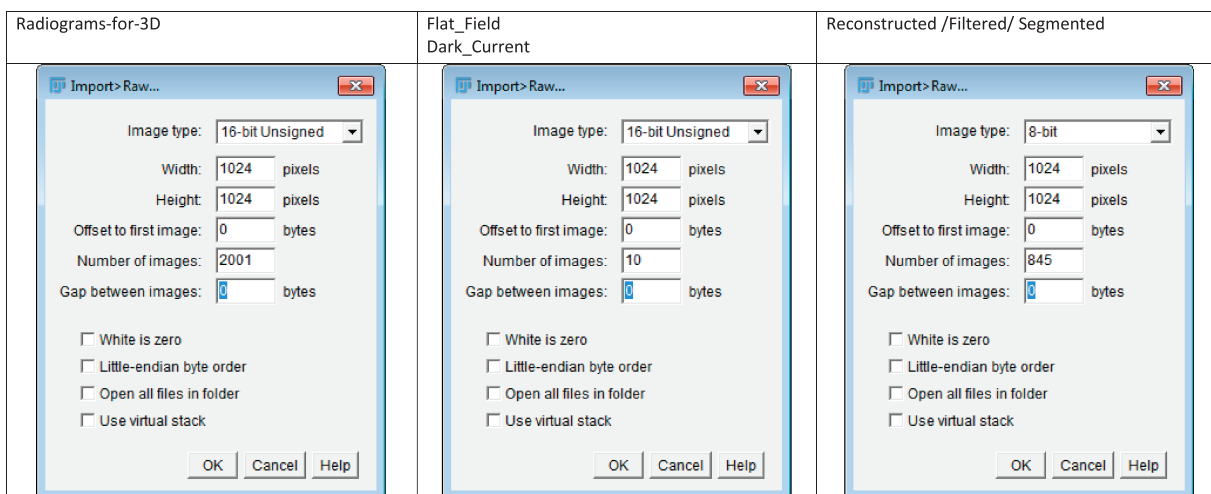 Radiograms-for-3D
Flat_Field
Dark_Current
Reconstructed /Filtered/ Segmented
Import>Raw...
Image type: 16-bit Unsigned
Width: 1024 pixels
Height: 1024 pixels
Offset to first image: 0 bytes
Number of images: 2001
Gap between images: 0 bytes
White is zero
Little-endian byte order
Open all files in folder
Use virtual stack
OK Cancel Help
Import>Raw...
Image type: 16-bit Unsigned
Width: 1024 pixels
Height: 1024 pixels
Offset to first image: 0 bytes
Number of images: 10
Gap between images: 0 bytes
White is zero
Little-endian byte order
Open all files in folder
Use virtual stack
OK Cancel Help
Import>Raw...
Image type: 8-bit
Width: 1024 pixels
Height: 1024 pixels
Offset to first image: 0 bytes
Number of images: 845
Gap between images: 0 bytes
White is zero
Little-endian byte order
Open all files in folder
Use virtual stack
OK Cancel Help